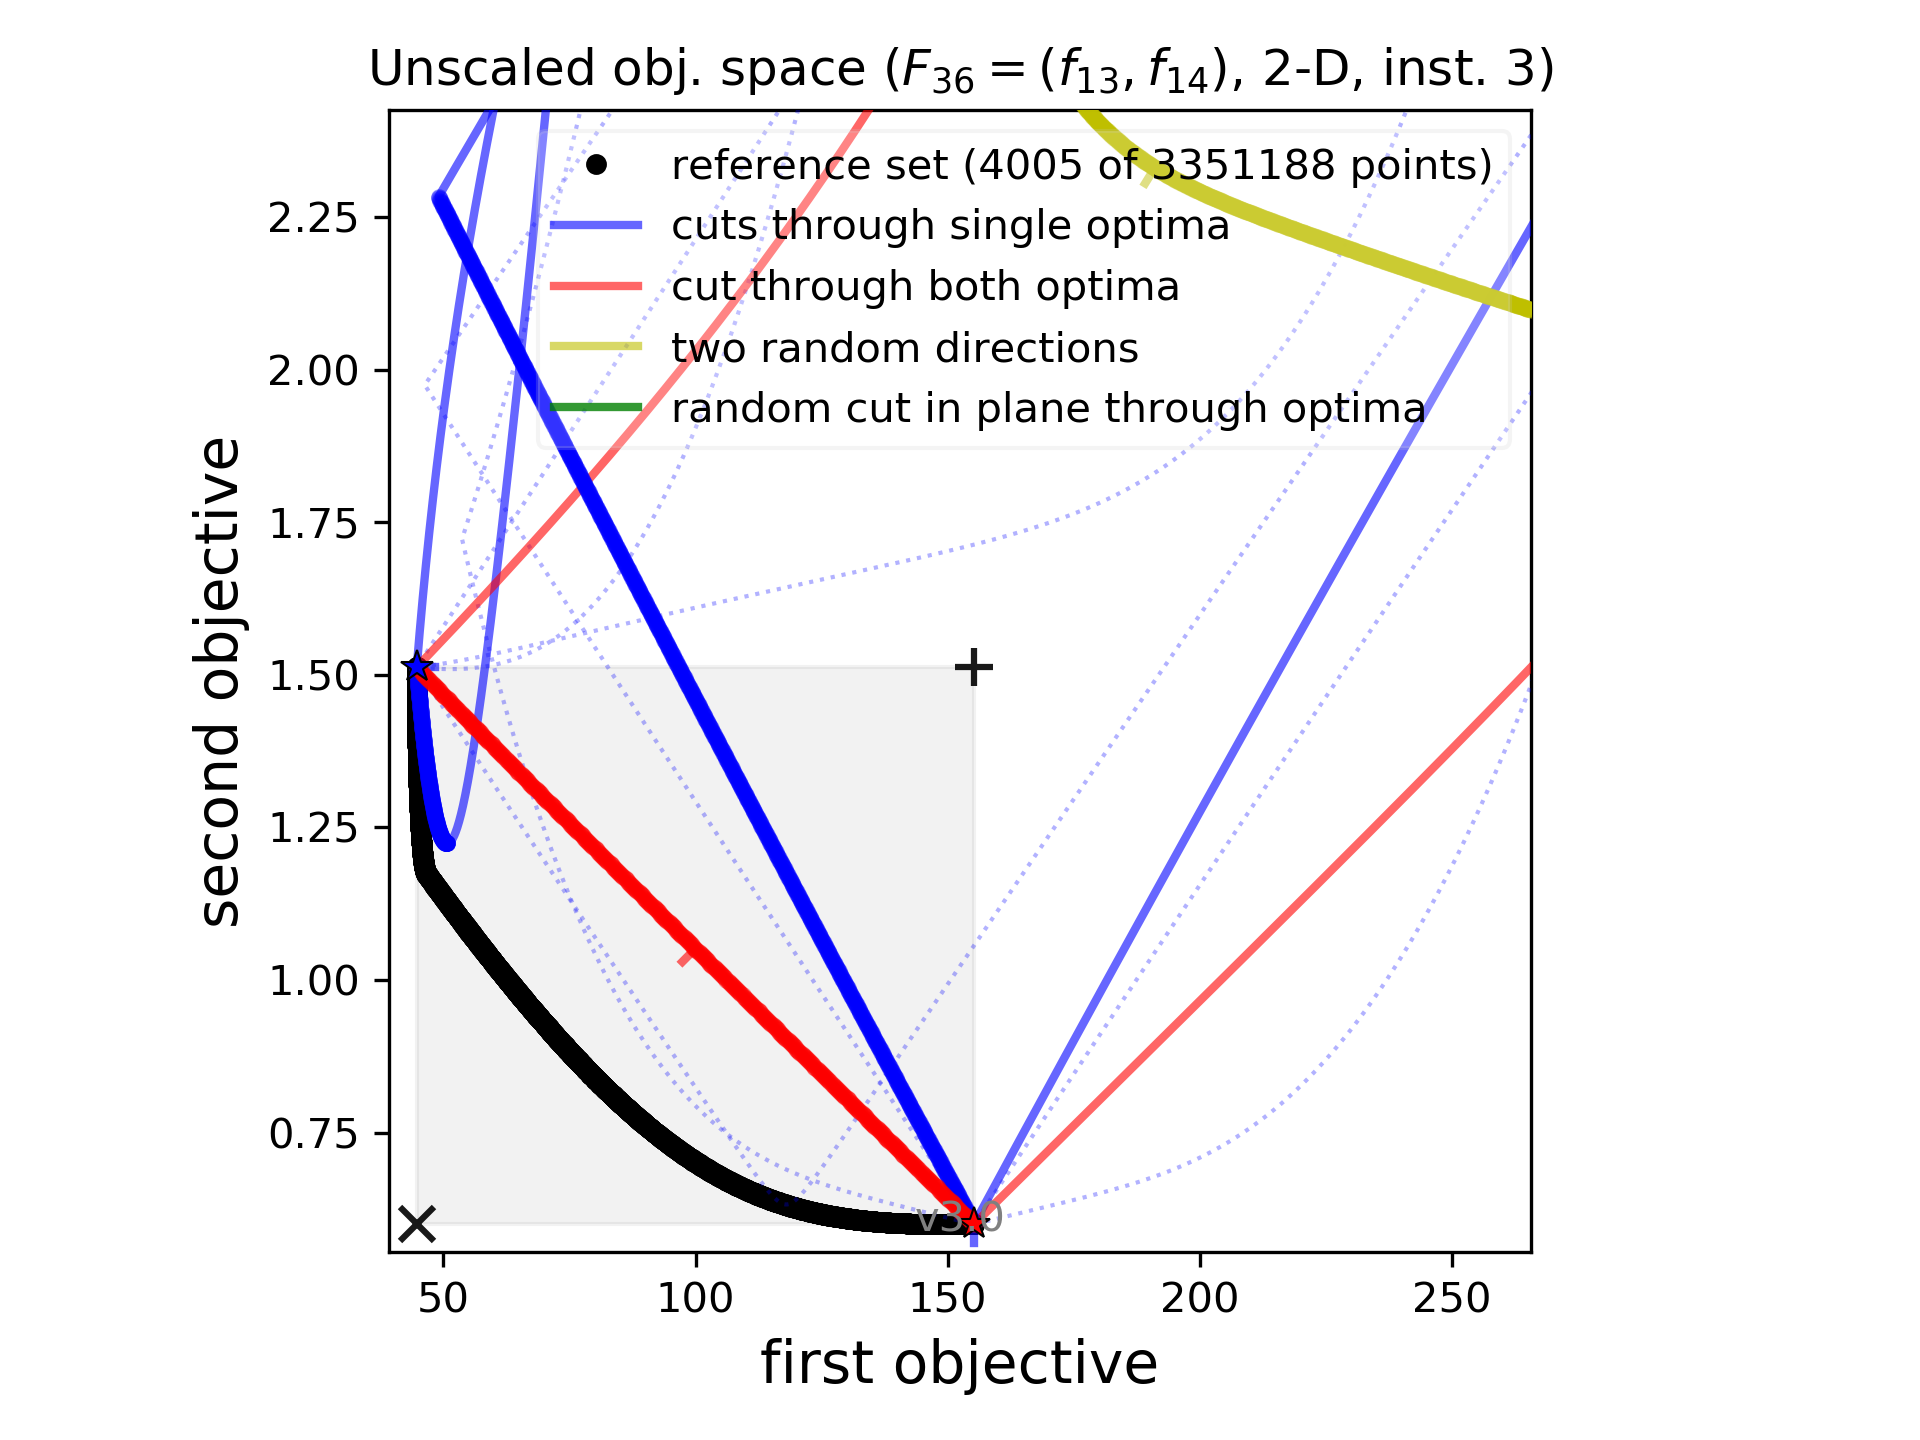 Unscaled obj. space (F₃₆ = (f₁₃, f₁₄), 2-D, inst. 3)
reference set (4005 of 3351188 points)
cuts through single optima
cut through both optima
two random directions
random cut in plane through optima
second objective
2.25
2.00
1.75
1.50
1.25
1.00
0.75
v3.0
50 100 150 200 250
first objective